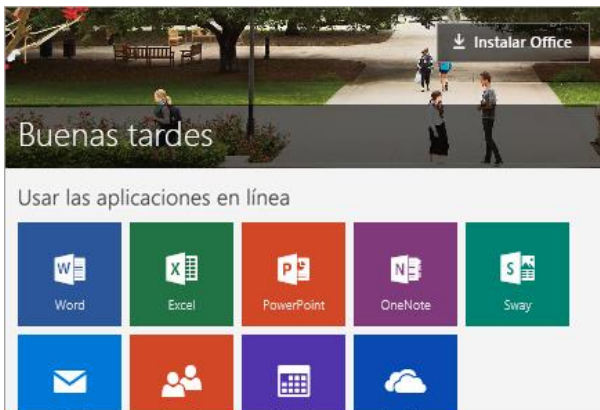 Instalar Office
Buenas tardes
Usar las aplicaciones en línea
W
X
P
N
S
Word
Excel
PowerPoint
OneNote
Sway